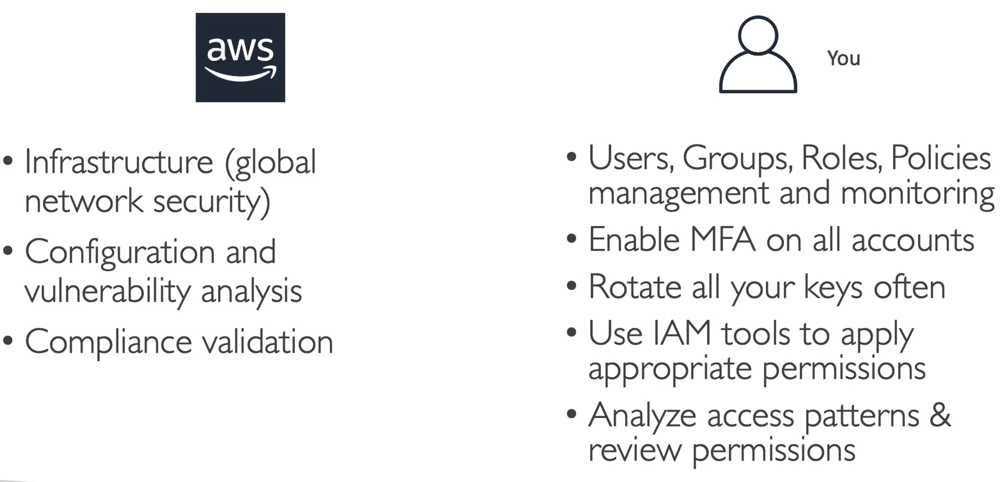 aws
You
• Infrastructure (global
network security)
• Configuration and
vulnerability analysis
• Compliance validation
• Users, Groups, Roles, Policies
management and monitoring
• Enable MFA on all accounts
• Rotate all your keys often
• Use IAM tools to apply
appropriate permissions
• Analyze access patterns &
review permissions